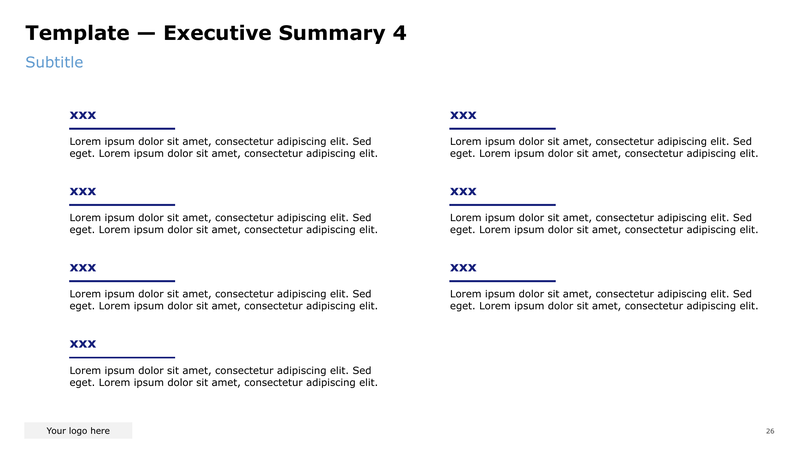 Template — Executive Summary 4
Subtitle
xxx
Lorem ipsum dolor sit amet, consectetur adipiscing elit. Sed
eget. Lorem ipsum dolor sit amet, consectetur adipiscing elit.
xxx
Lorem ipsum dolor sit amet, consectetur adipiscing elit. Sed
eget. Lorem ipsum dolor sit amet, consectetur adipiscing elit.
xxx
Lorem ipsum dolor sit amet, consectetur adipiscing elit. Sed
eget. Lorem ipsum dolor sit amet, consectetur adipiscing elit.
xxx
Lorem ipsum dolor sit amet, consectetur adipiscing elit. Sed
eget. Lorem ipsum dolor sit amet, consectetur adipiscing elit.
xxx
Lorem ipsum dolor sit amet, consectetur adipiscing elit. Sed
eget. Lorem ipsum dolor sit amet, consectetur adipiscing elit.
xxx
Lorem ipsum dolor sit amet, consectetur adipiscing elit. Sed
eget. Lorem ipsum dolor sit amet, consectetur adipiscing elit.
xxx
Lorem ipsum dolor sit amet, consectetur adipiscing elit. Sed
eget. Lorem ipsum dolor sit amet, consectetur adipiscing elit.
Your logo here
26